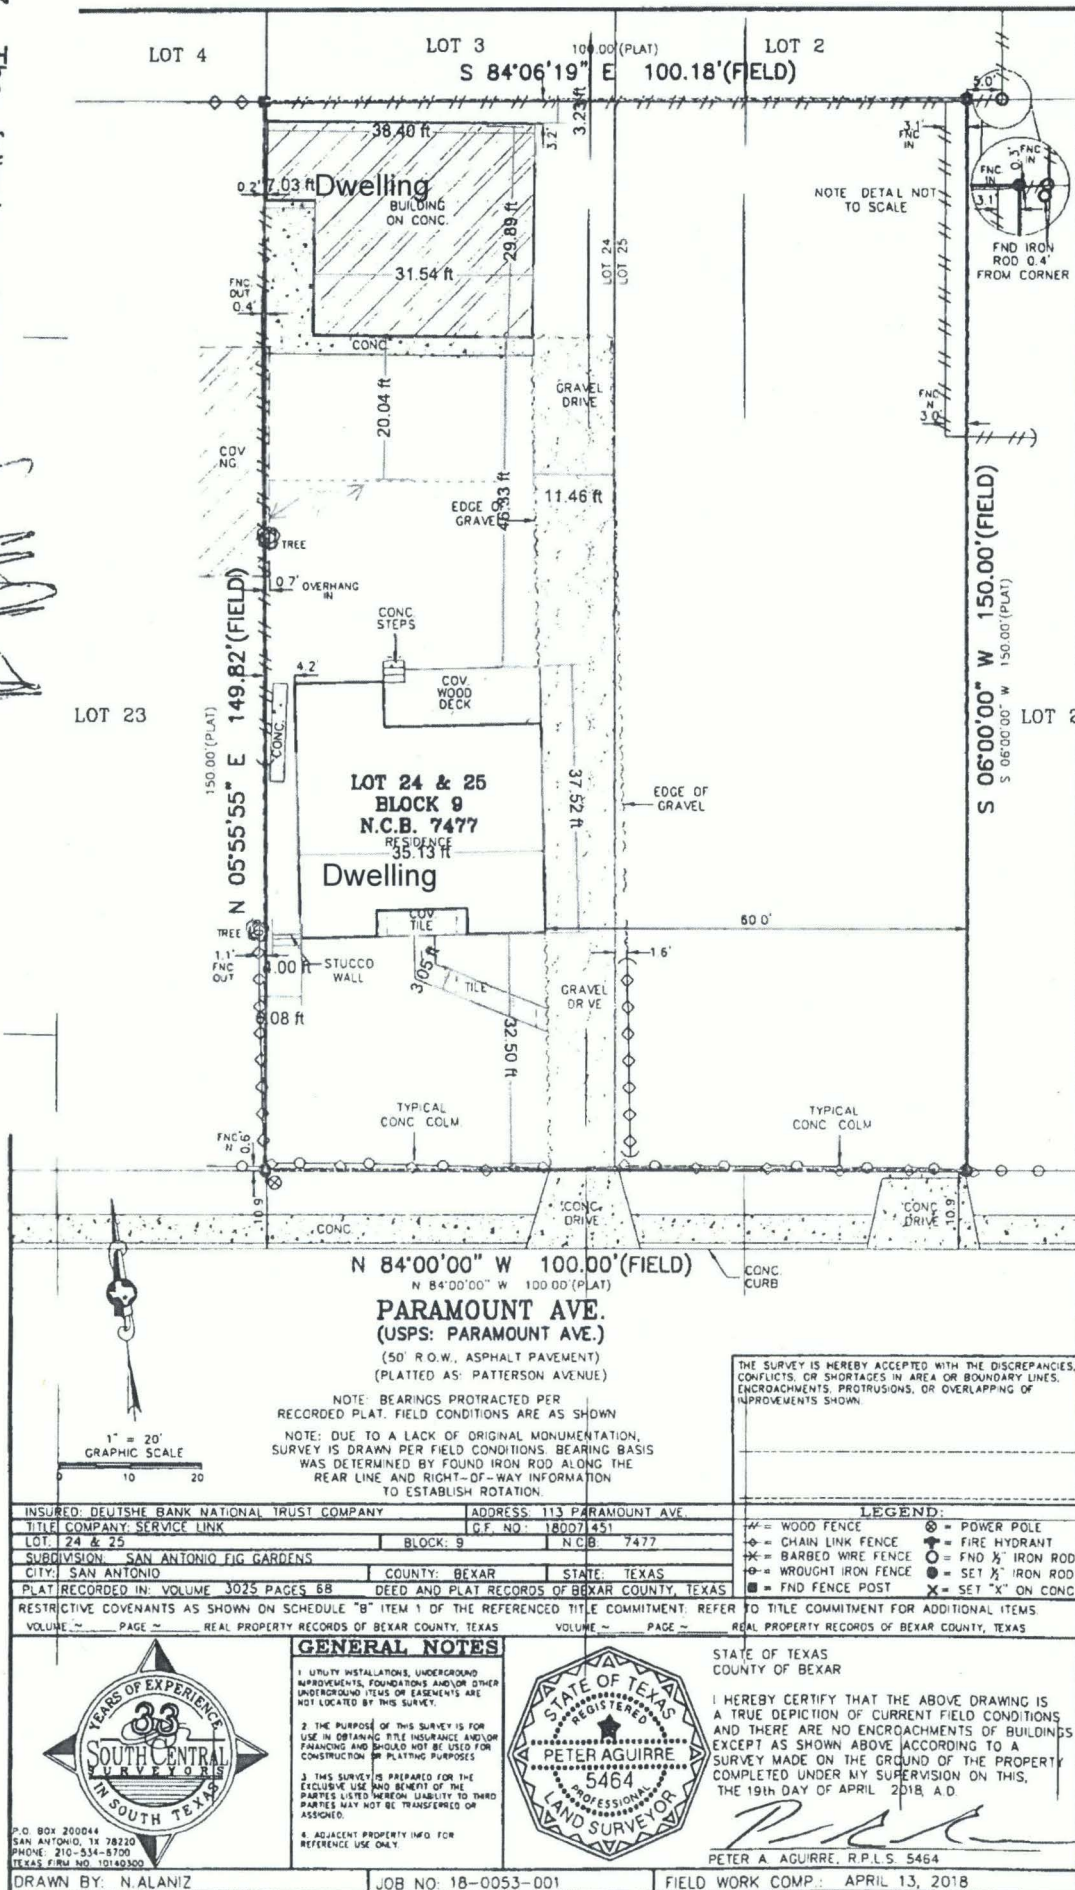 LOT 4
LOT 3
100.00'(PLAT)
LOT 2
S 84°06'19" E 100.18'(FIELD)
5.0'
3.23 ft
38.40 ft
3.2'
3.1'
FNC
IN
FNC
IN
0.3'
FNC
IN
3.1'
0.2'
7.03 ft
Dwelling
BUILDING
ON CONC.
29.89 ft
NOTE DETAIL NOT
TO SCALE
FND IRON
ROD 0.4'
FROM CORNER
LOT 24
LOT 25
FNC
OUT
0.4'
31.54 ft
CONC
20.04 ft
GRAVEL
DRIVE
FNC
N
3.0'
COV
NG.
EDGE OF
GRAVEL
46.33 ft
11.46 ft
TREE
0.7' OVERHANG
IN
CONC
STEPS
4.2'
COV.
WOOD
DECK
LOT 23
150.00'(PLAT)
N 05°55'55" E 149.82'(FIELD)
CONC.
S 06°00'00" W 150.00'(FIELD)
S 06°00'00" W 150.00'(PLAT)
LOT 2
LOT 24 & 25
BLOCK 9
N.C.B. 7477
RESIDENCE
35.13 ft
Dwelling
37.52 ft
EDGE OF
GRAVEL
COV.
TILE
60.0'
TREE
1.1'
FNC
OUT
4.00 ft
STUCCO
WALL
3.05 ft
TILE
GRAVEL
DRIVE
1.6'
6.08 ft
32.50 ft
TYPICAL
CONC COLM
TYPICAL
CONC COLM
FNC
N
0.6'
10.9'
CONC.
CONC.
DRIVE
CONC
DRIVE
10.9'
N 84°00'00" W 100.00'(FIELD)
N 84°00'00" W 100.00'(PLAT)
CONC.
CURB
PARAMOUNT AVE.
(USPS: PARAMOUNT AVE.)
(50' R.O.W., ASPHALT PAVEMENT)
(PLATTED AS: PATTERSON AVENUE)
NOTE: BEARINGS PROTRACTED PER
RECORDED PLAT. FIELD CONDITIONS ARE AS SHOWN
NOTE: DUE TO A LACK OF ORIGINAL MONUMENTATION,
SURVEY IS DRAWN PER FIELD CONDITIONS. BEARING BASIS
WAS DETERMINED BY FOUND IRON ROD ALONG THE
REAR LINE AND RIGHT-OF-WAY INFORMATION
TO ESTABLISH ROTATION.
1" = 20'
GRAPHIC SCALE
0 10 20
THE SURVEY IS HEREBY ACCEPTED WITH THE DISCREPANCIES,
CONFLICTS, OR SHORTAGES IN AREA OR BOUNDARY LINES,
ENCROACHMENTS, PROTRUSIONS, OR OVERLAPPING OF
IMPROVEMENTS SHOWN.
INSURED: DEUTSHE BANK NATIONAL TRUST COMPANY ADDRESS: 113 PARAMOUNT AVE.
TITLE COMPANY: SERVICE LINK G.F. NO: 18007451
LOT: 24 & 25 BLOCK: 9 N.C.B: 7477
SUBDIVISION: SAN ANTONIO FIG GARDENS
CITY: SAN ANTONIO COUNTY: BEXAR STATE: TEXAS
PLAT RECORDED IN: VOLUME 3025 PAGES 68 DEED AND PLAT RECORDS OF BEXAR COUNTY, TEXAS
LEGEND:
= WOOD FENCE = POWER POLE
= CHAIN LINK FENCE = FIRE HYDRANT
= BARBED WIRE FENCE = FND ½" IRON ROD
= WROUGHT IRON FENCE = SET ½" IRON ROD
= FND FENCE POST X = SET "X" ON CONC
RESTRICTIVE COVENANTS AS SHOWN ON SCHEDULE "B" ITEM 1 OF THE REFERENCED TITLE COMMITMENT. REFER TO TITLE COMMITMENT FOR ADDITIONAL ITEMS.
VOLUME ~ PAGE ~ REAL PROPERTY RECORDS OF BEXAR COUNTY, TEXAS VOLUME ~ PAGE ~ REAL PROPERTY RECORDS OF BEXAR COUNTY, TEXAS
33 YEARS OF EXPERIENCE
SOUTH CENTRAL
SURVEYORS
IN SOUTH TEXAS
P.O. BOX 200044
SAN ANTONIO, TX 78220
PHONE: 210-534-6700
TEXAS FIRM NO. 10140300
GENERAL NOTES
1. UTILITY INSTALLATIONS, UNDERGROUND
IMPROVEMENTS, FOUNDATIONS AND/OR OTHER
UNDERGROUND ITEMS OR EASEMENTS ARE
NOT LOCATED BY THIS SURVEY.
2. THE PURPOSE OF THIS SURVEY IS FOR
USE IN OBTAINING TITLE INSURANCE AND/OR
FINANCING AND SHOULD NOT BE USED FOR
CONSTRUCTION OR PLATTING PURPOSES
3. THIS SURVEY IS PREPARED FOR THE
EXCLUSIVE USE AND BENEFIT OF THE
PARTIES LISTED HEREON. LIABILITY TO THIRD
PARTIES MAY NOT BE TRANSFERRED OR
ASSIGNED.
4. ADJACENT PROPERTY INFO. FOR
REFERENCE USE ONLY.
STATE OF TEXAS
REGISTERED
PETER AGUIRRE
5464
PROFESSIONAL
LAND SURVEYOR
STATE OF TEXAS
COUNTY OF BEXAR
I HEREBY CERTIFY THAT THE ABOVE DRAWING IS
A TRUE DEPICTION OF CURRENT FIELD CONDITIONS
AND THERE ARE NO ENCROACHMENTS OF BUILDINGS
EXCEPT AS SHOWN ABOVE ACCORDING TO A
SURVEY MADE ON THE GROUND OF THE PROPERTY
COMPLETED UNDER MY SUPERVISION ON THIS,
THE 19th DAY OF APRIL 2018, A.D.
PETER A. AGUIRRE, R.P.L.S. 5464
DRAWN BY: N.ALANIZ JOB NO: 18-0053-001 FIELD WORK COMP.: APRIL 13, 2018